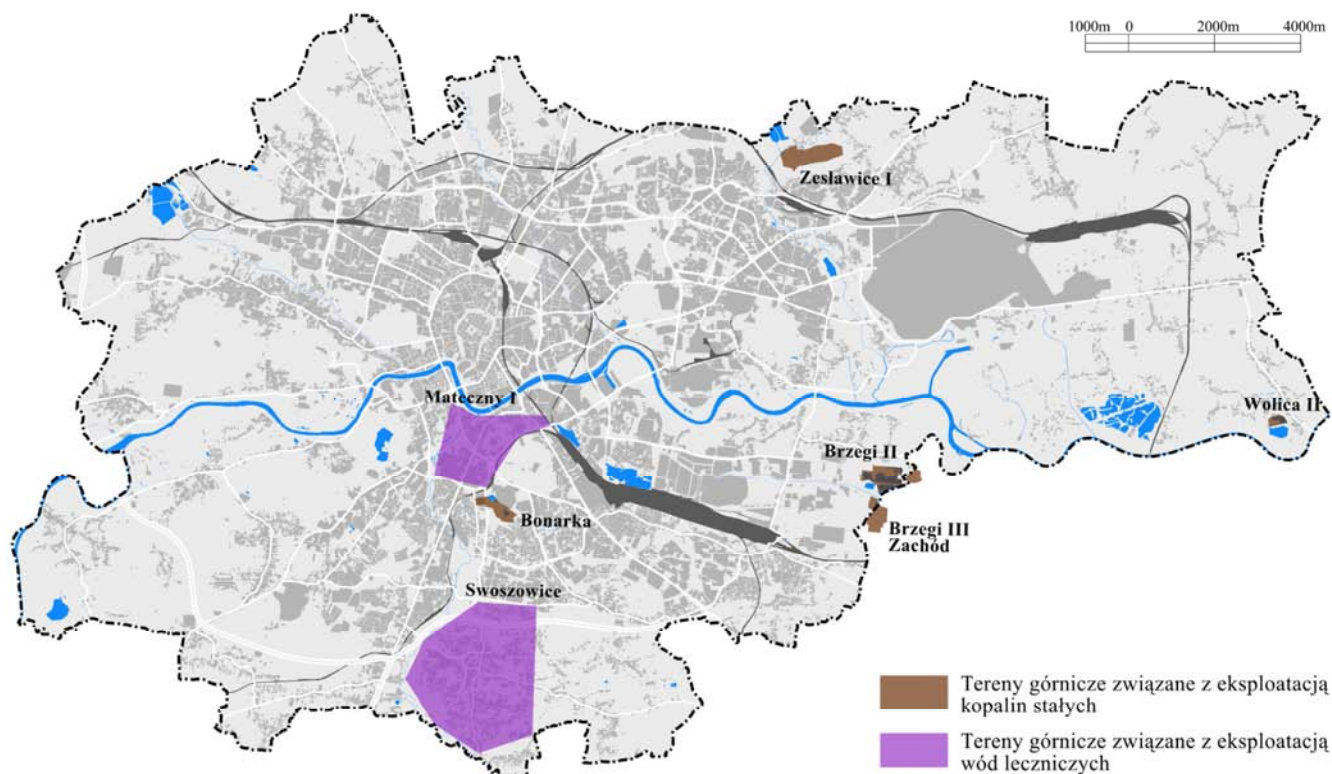 1000m 0 2000m 4000m
Zesławice I
Mateczny I
Wolica II
Brzegi II
Bonarka
Brzegi III
Zachód
Swoszowice
Tereny górnicze związane z eksploatacją
kopalin stałych
Tereny górnicze związane z eksploatacją
wód leczniczych